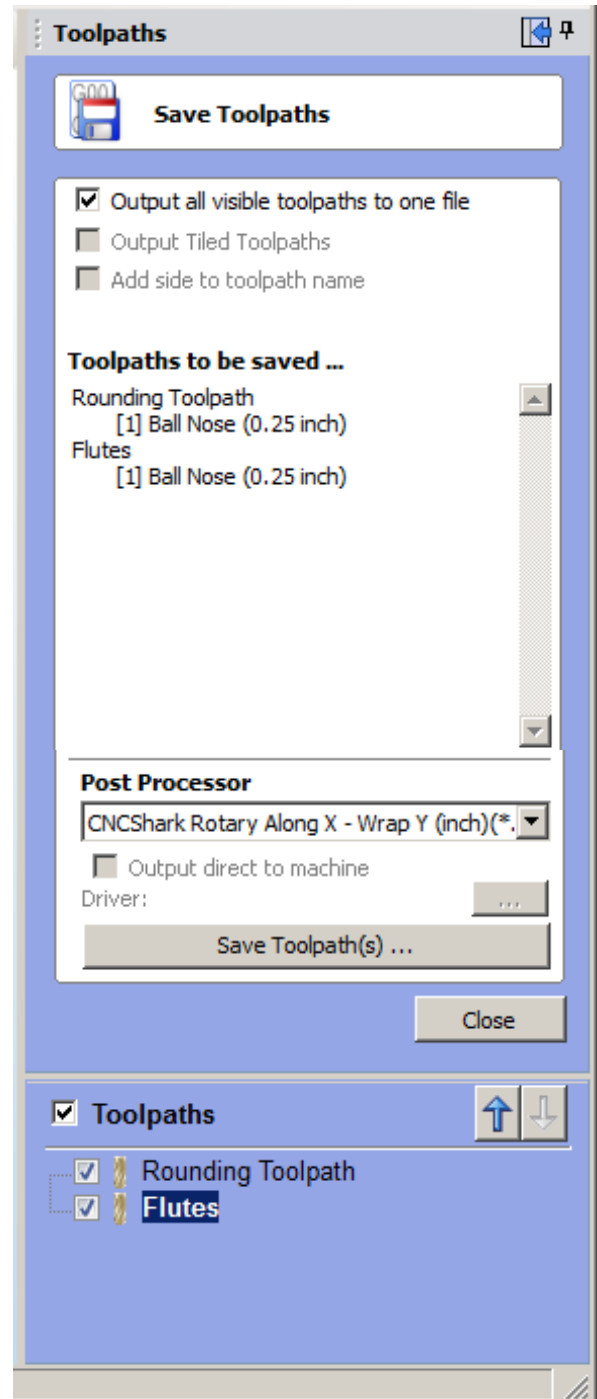 Toolpaths
Save Toolpaths
Output all visible toolpaths to one file
Output Tiled Toolpaths
Add side to toolpath name
Toolpaths to be saved ...
Rounding Toolpath
[1] Ball Nose (0.25 inch)
Flutes
[1] Ball Nose (0.25 inch)
Post Processor
CNCShark Rotary Along X - Wrap Y (inch)(*.
Output direct to machine
Driver:
...
Save Toolpath(s) ...
Close
Toolpaths
Rounding Toolpath
Flutes